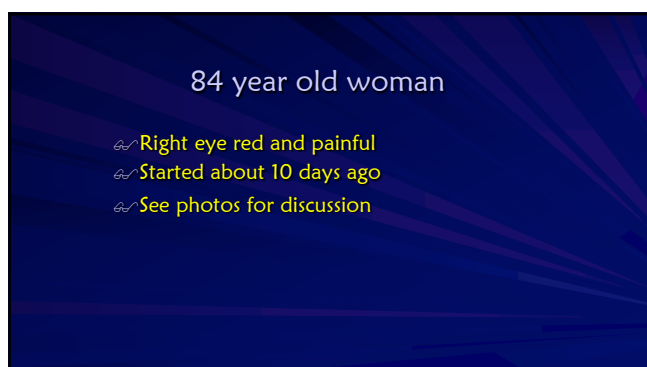 84 year old woman
Right eye red and painful
Started about 10 days ago
See photos for discussion